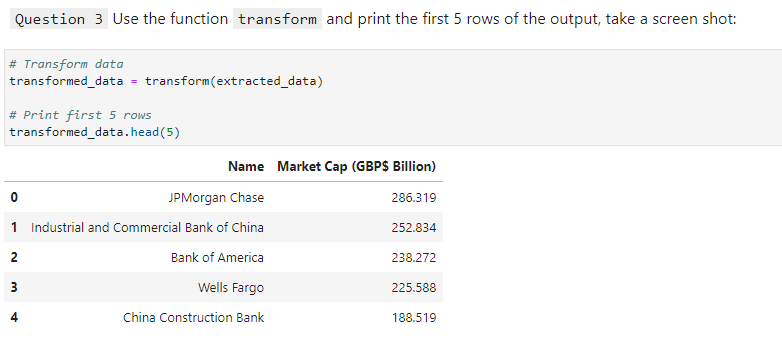 Question 3 Use the function transform and print the first 5 rows of the output, take a screen shot:
# Transform data
transformed_data = transform(extracted_data)
# Print first 5 rows
transformed_data.head(5)
Name Market Cap (GBP$ Billion)
0 JPMorgan Chase 286.319
1 Industrial and Commercial Bank of China 252.834
2 Bank of America 238.272
3 Wells Fargo 225.588
4 China Construction Bank 188.519